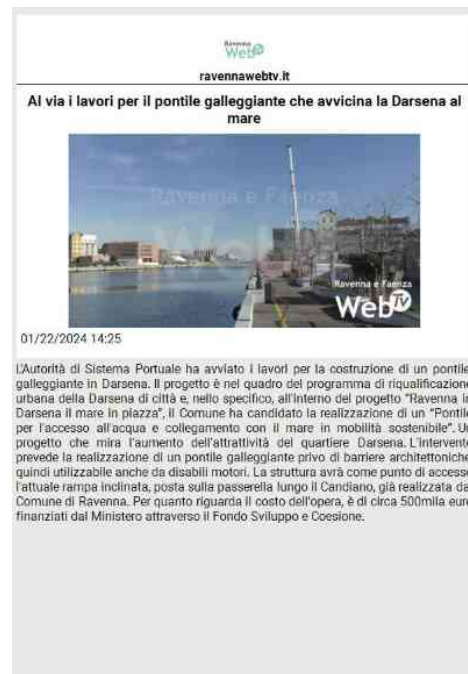 Ravenna
Web
ravennawebtv.it
Al via i lavori per il pontile galleggiante che avvicina la Darsena al
mare
Ravenna e Faenza
Web
Ravenna e Faenza
Web TV
01/22/2024 14:25
L'Autorità di Sistema Portuale ha avviato i lavori per la costruzione di un pontile
galleggiante in Darsena. Il progetto è nel quadro del programma di riqualificazione
urbana della Darsena di città e, nello specifico, all'interno del progetto "Ravenna in
Darsena il mare in piazza", il Comune ha candidato la realizzazione di un "Pontile
per l'accesso all'acqua e collegamento con il mare in mobilità sostenibile". Un
progetto che mira l'aumento dell'attrattività del quartiere Darsena. L'intervento
prevede la realizzazione di un pontile galleggiante privo di barriere architettoniche
quindi utilizzabile anche da disabili motori. La struttura avrà come punto di accesso
l'attuale rampa inclinata, posta sulla passerella lungo il Candiano, già realizzata dal
Comune di Ravenna. Per quanto riguarda il costo dell'opera, è di circa 500mila euro
finanziati dal Ministero attraverso il Fondo Sviluppo e Coesione.